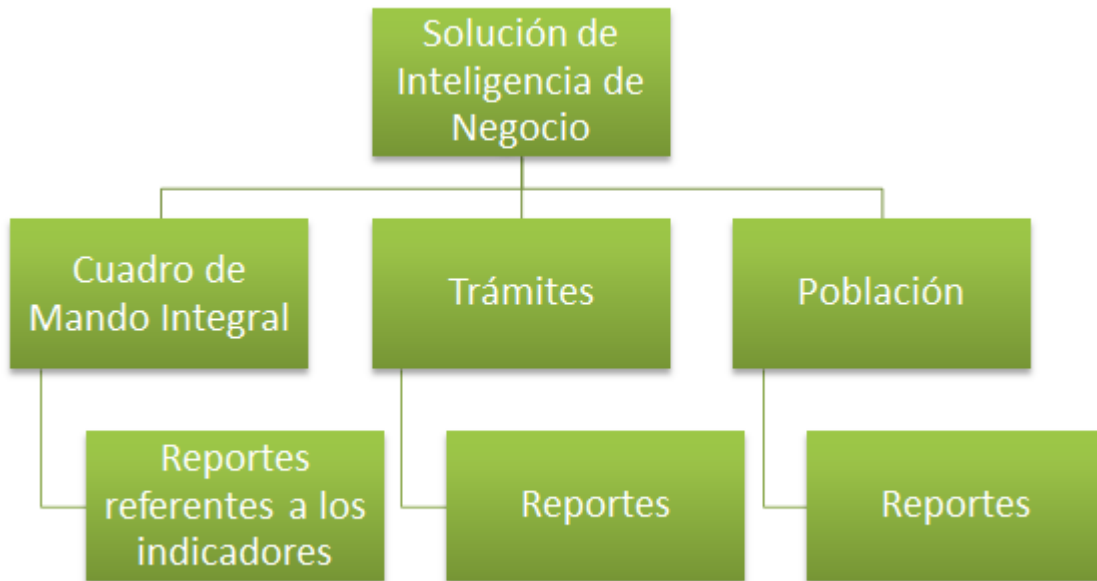 Solución de
Inteligencia de
Negocio
Cuadro de
Mando Integral
Trámites
Población
Reportes
referentes a los
indicadores
Reportes
Reportes